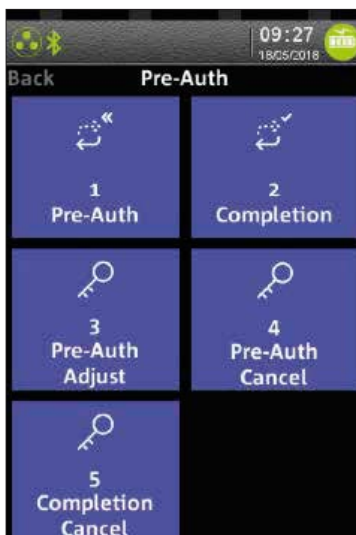 09:27
18/05/2018
Back Pre-Auth
1
Pre-Auth
2
Completion
3
Pre-Auth
Adjust
4
Pre-Auth
Cancel
5
Completion
Cancel